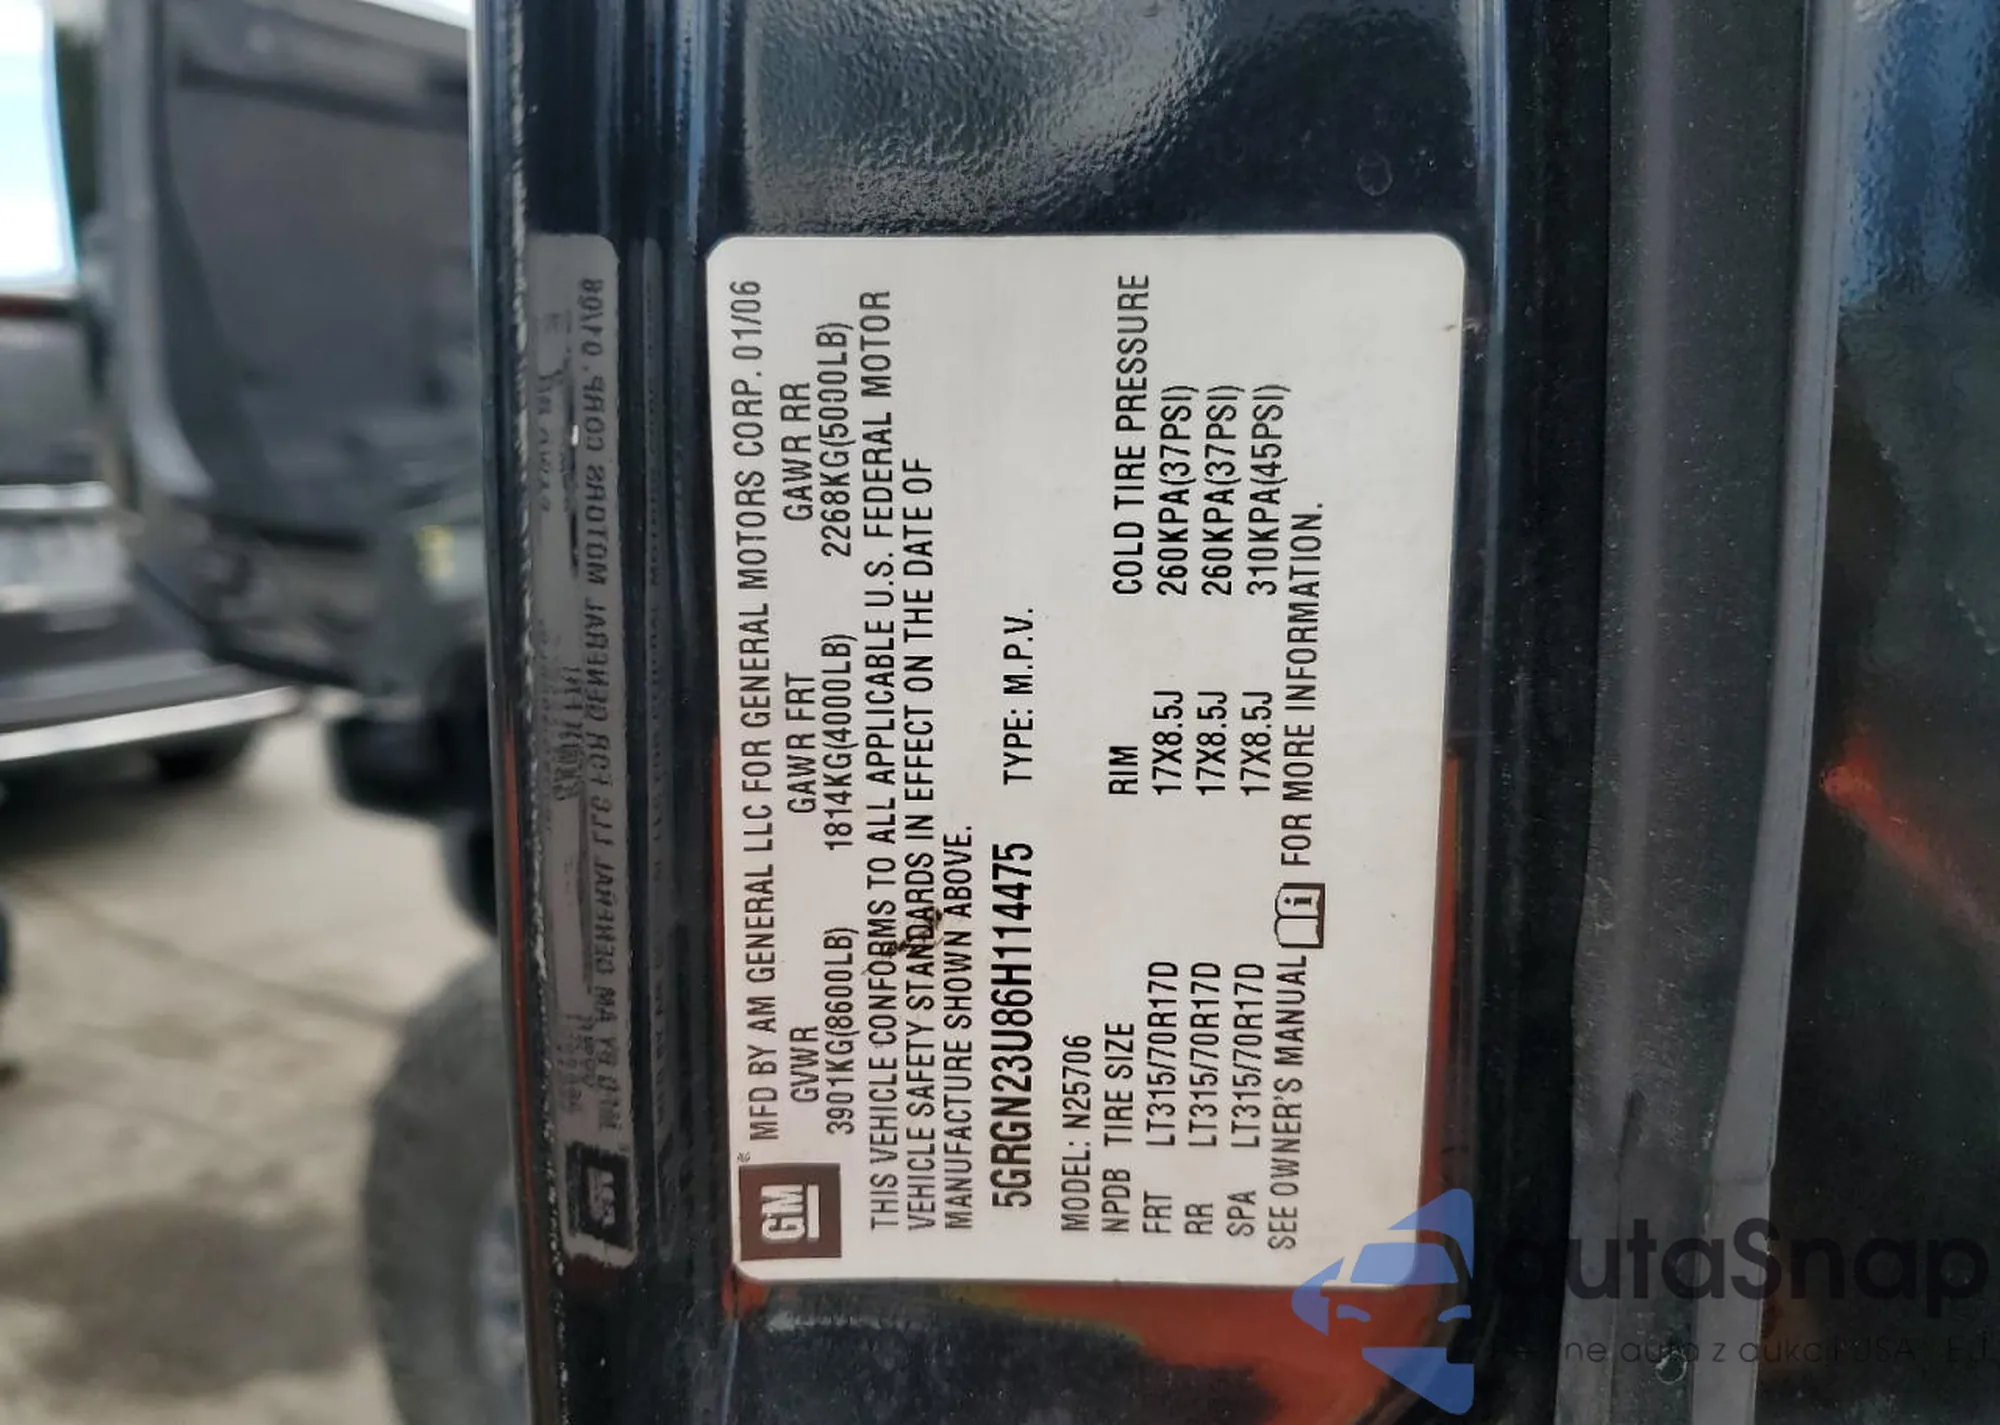 GM® MFD BY AM GENERAL LLC FOR GENERAL MOTORS CORP. 01/06
GVWR GAWR FRT GAWR RR
3901KG(8600LB) 1814KG(4000LB) 2268KG(5000LB)
THIS VEHICLE CONFORMS TO ALL APPLICABLE U.S. FEDERAL MOTOR
VEHICLE SAFETY STANDARDS IN EFFECT ON THE DATE OF
MANUFACTURE SHOWN ABOVE.
5GRGN23U86H114475 TYPE: M.P.V.
MODEL: N25706
NPDB TIRE SIZE RIM COLD TIRE PRESSURE
FRT LT315/70R17D 17X8.5J 260KPA(37PSI)
RR LT315/70R17D 17X8.5J 260KPA(37PSI)
SPA LT315/70R17D 17X8.5J 310KPA(45PSI)
SEE OWNER'S MANUAL i FOR MORE INFORMATION.
autaSnap
auta z aukcji USA